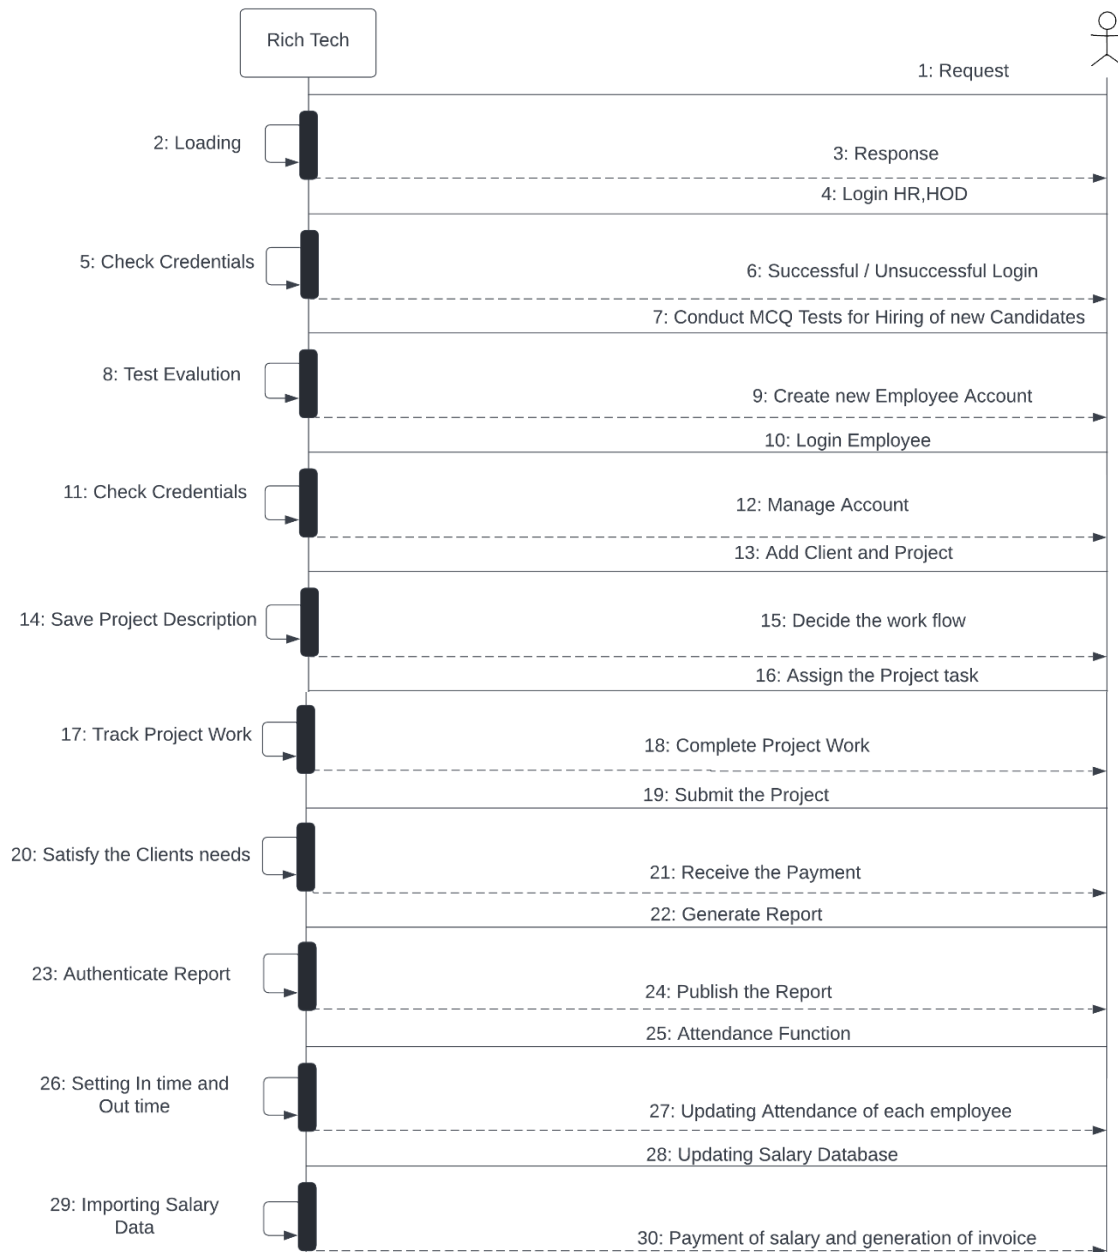 Rich Tech
1: Request
2: Loading
3: Response
4: Login HR,HOD
5: Check Credentials
6: Successful / Unsuccessful Login
7: Conduct MCQ Tests for Hiring of new Candidates
8: Test Evalution
9: Create new Employee Account
10: Login Employee
11: Check Credentials
12: Manage Account
13: Add Client and Project
14: Save Project Description
15: Decide the work flow
16: Assign the Project task
17: Track Project Work
18: Complete Project Work
19: Submit the Project
20: Satisfy the Clients needs
21: Receive the Payment
22: Generate Report
23: Authenticate Report
24: Publish the Report
25: Attendance Function
26: Setting In time and
Out time
27: Updating Attendance of each employee
28: Updating Salary Database
29: Importing Salary
Data
30: Payment of salary and generation of invoice